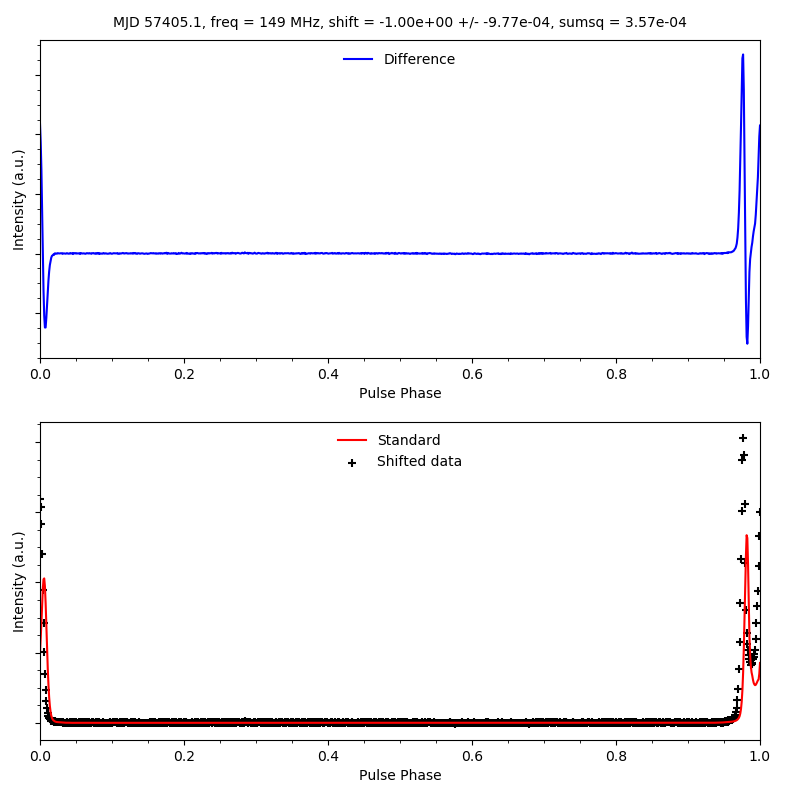 MJD 57405.1, freq = 149 MHz, shift = -1.00e+00 +/- -9.77e-04, sumsq = 3.57e-04
Difference
Intensity (a.u.)
0.0 0.2 0.4 0.6 0.8 1.0
Pulse Phase
Standard
Shifted data
Intensity (a.u.)
0.0 0.2 0.4 0.6 0.8 1.0
Pulse Phase